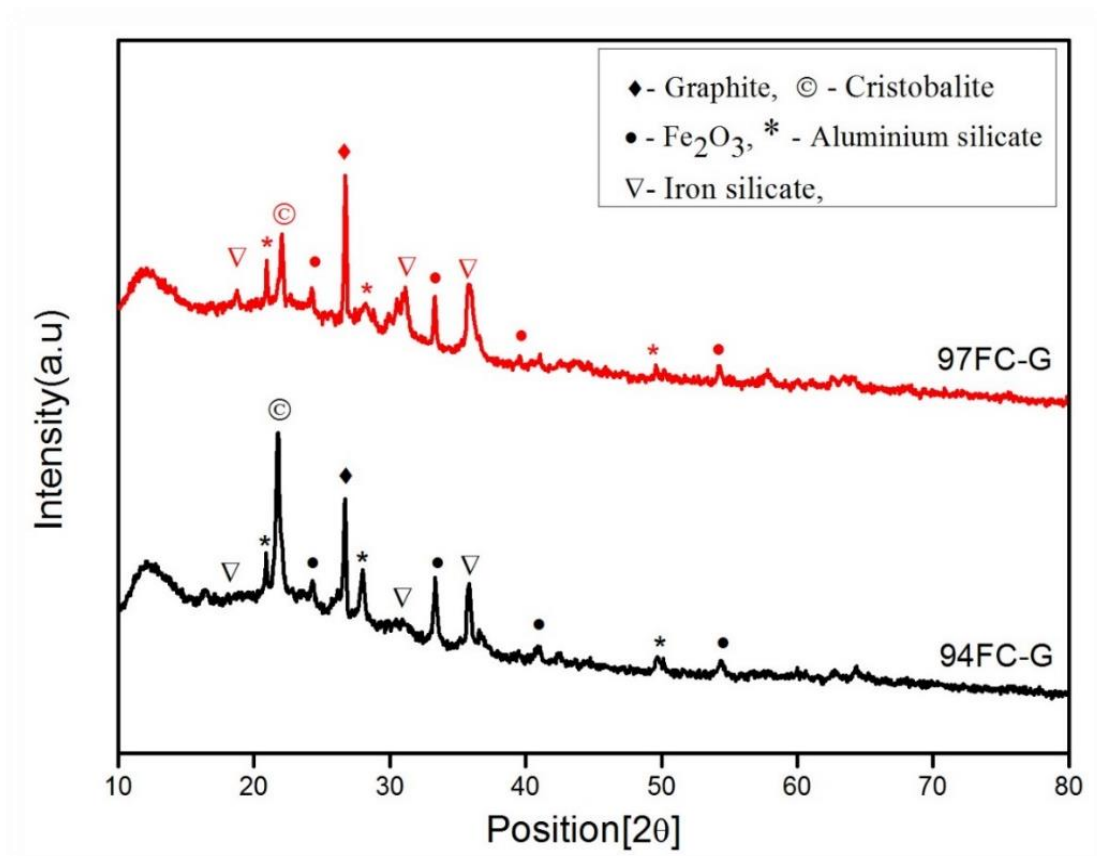 ♦- Graphite, © - Cristobalite
●- Fe2O3, * - Aluminium silicate
▽- Iron silicate,
97FC-G
94FC-G
Intensity(a.u)
10 20 30 40 50 60 70 80
Position[2θ]